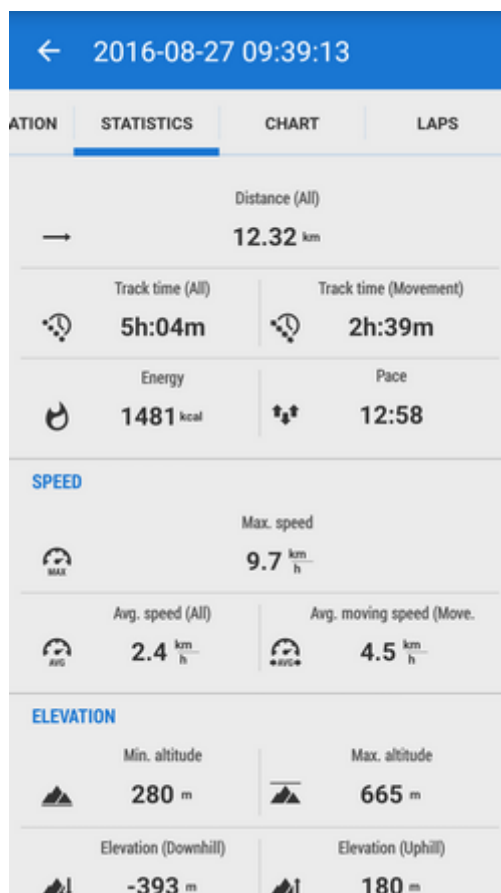 2016-08-27 09:39:13
ATION STATISTICS CHART LAPS
Distance (All)
12.32 km
Track time (All) Track time (Movement)
5h:04m 2h:39m
Energy Pace
1481 kcal 12:58
SPEED
Max. speed
MAX 9.7 km/h
Avg. speed (All) Avg. moving speed (Move.
AVG 2.4 km/h AVG 4.5 km/h
ELEVATION
Min. altitude Max. altitude
280 m 665 m
Elevation (Downhill) Elevation (Uphill)
-393 m 180 m